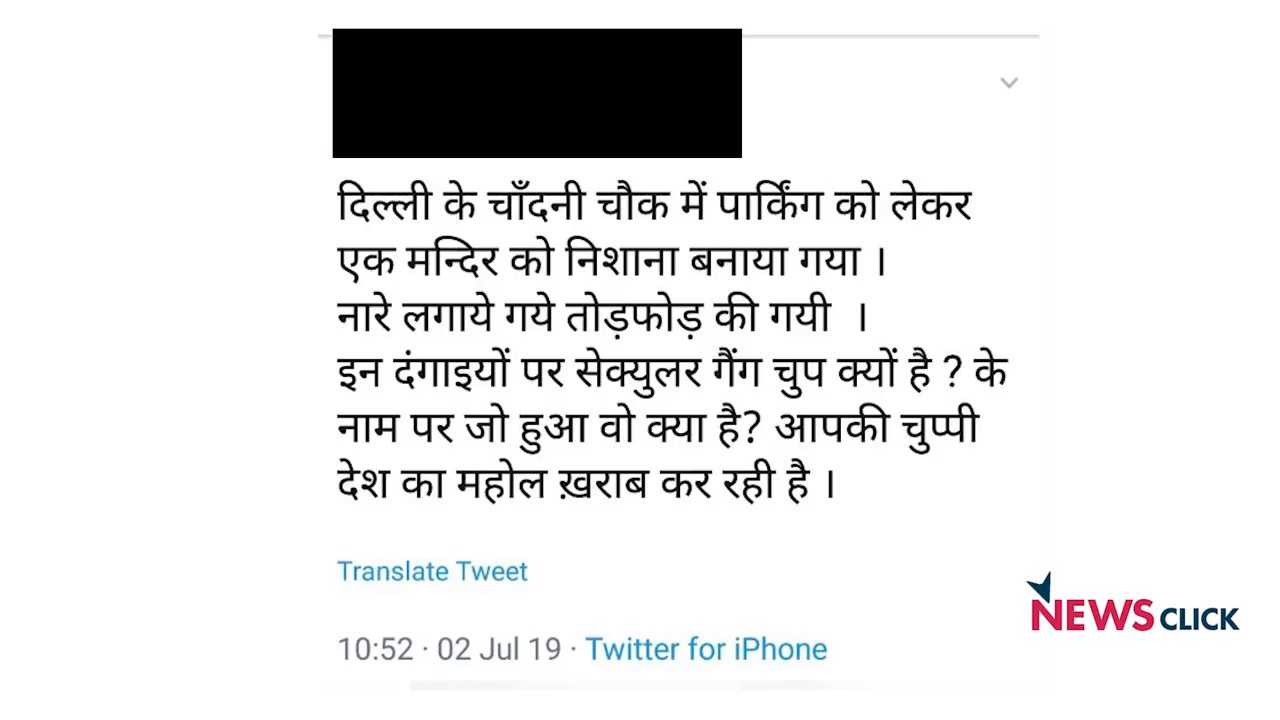 दिल्ली के चाँदनी चौक में पार्किंग को लेकर
एक मन्दिर को निशाना बनाया गया ।
नारे लगाये गये तोड़फोड़ की गयी  ।
इन दंगाइयों पर सेक्युलर गैंग चुप क्यों है ? के
नाम पर जो हुआ वो क्या है? आपकी चुप्पी
देश का महोल ख़राब कर रही है ।
Translate Tweet
10:52 · 02 Jul 19 · Twitter for iPhone
NEWSCLICK